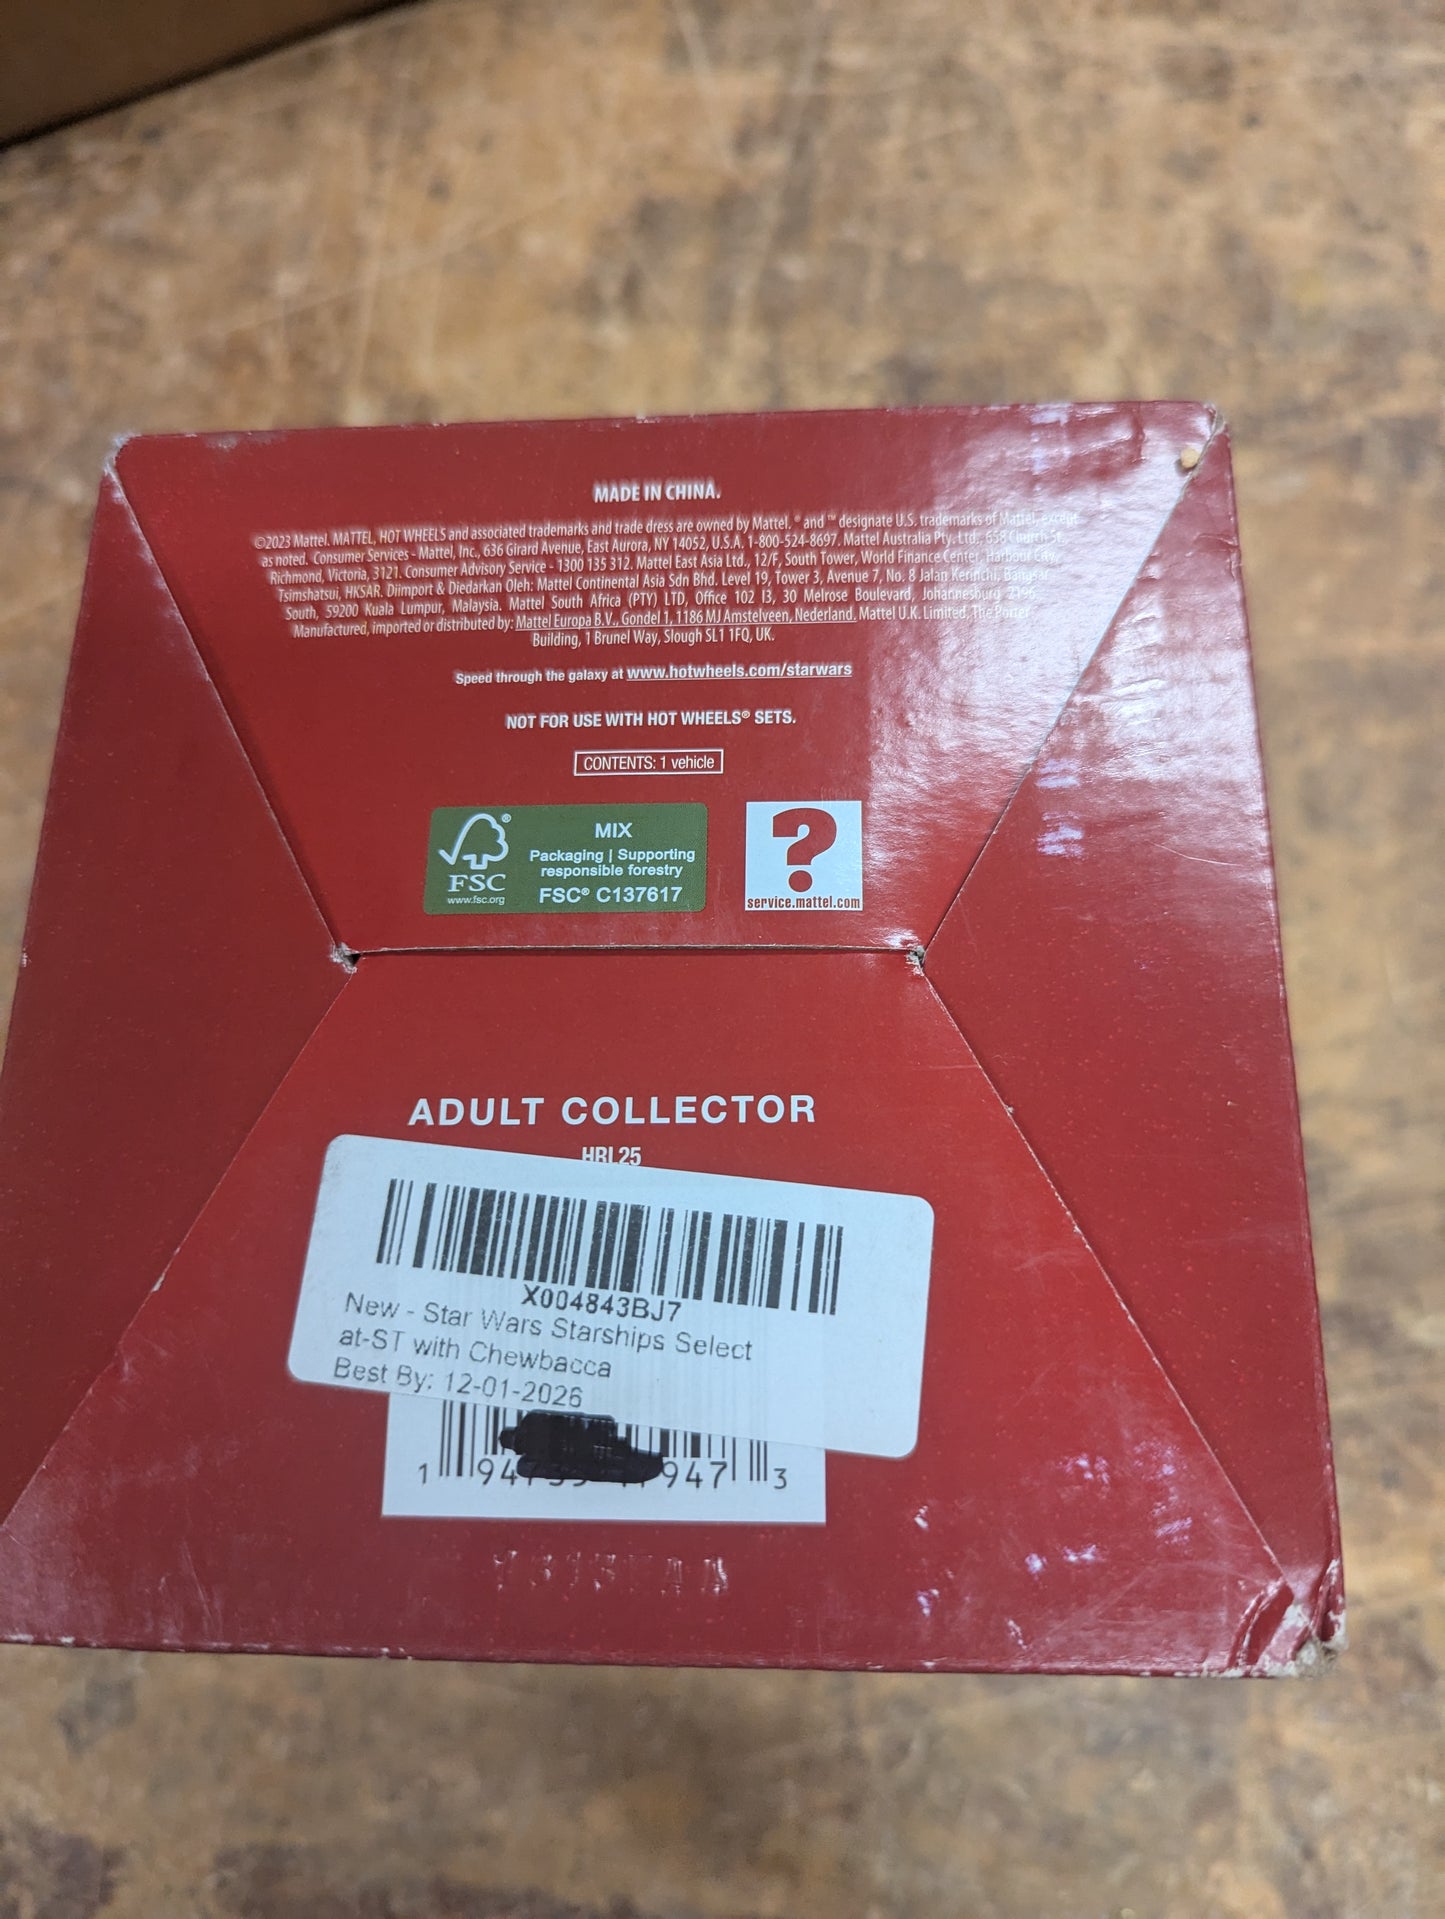 MADE IN CHINA.
©2023 Mattel. MATTEL, HOT WHEELS and associated trademarks and trade dress are owned by Mattel. ® and ™ designate U.S. trademarks of Mattel, except
as noted. Consumer Services - Mattel, Inc., 636 Girard Avenue, East Aurora, NY 14052, U.S.A. 1-800-524-8697. Mattel Australia Pty. Ltd., 658 Church St.,
Richmond, Victoria, 3121. Consumer Advisory Service - 1300 135 312. Mattel East Asia Ltd., 12/F, South Tower, World Finance Center, Harbour City,
Tsimshatsui, HKSAR. Diimport & Diedarkan Oleh: Mattel Continental Asia Sdn Bhd. Level 19, Tower 3, Avenue 7, No. 8 Jalan Kerinchi, Bangsar
South, 59200 Kuala Lumpur, Malaysia. Mattel South Africa (PTY) LTD, Office 102 I3, 30 Melrose Boulevard, Johannesburg 2196.
Manufactured, imported or distributed by: Mattel Europa B.V., Gondel 1, 1186 MJ Amstelveen, Nederland. Mattel U.K. Limited, The Porter
Building, 1 Brunel Way, Slough SL1 1FQ, UK.
Speed through the galaxy at www.hotwheels.com/starwars
NOT FOR USE WITH HOT WHEELS® SETS.
CONTENTS: 1 vehicle
FSC®
www.fsc.org
MIX
Packaging | Supporting
responsible forestry
FSC® C137617
?
service.mattel.com
ADULT COLLECTOR
HRL25
X004843BJ7
New - Star Wars Starships Select
at-ST with Chewbacca
Best By: 12-01-2026
1 94 947 3